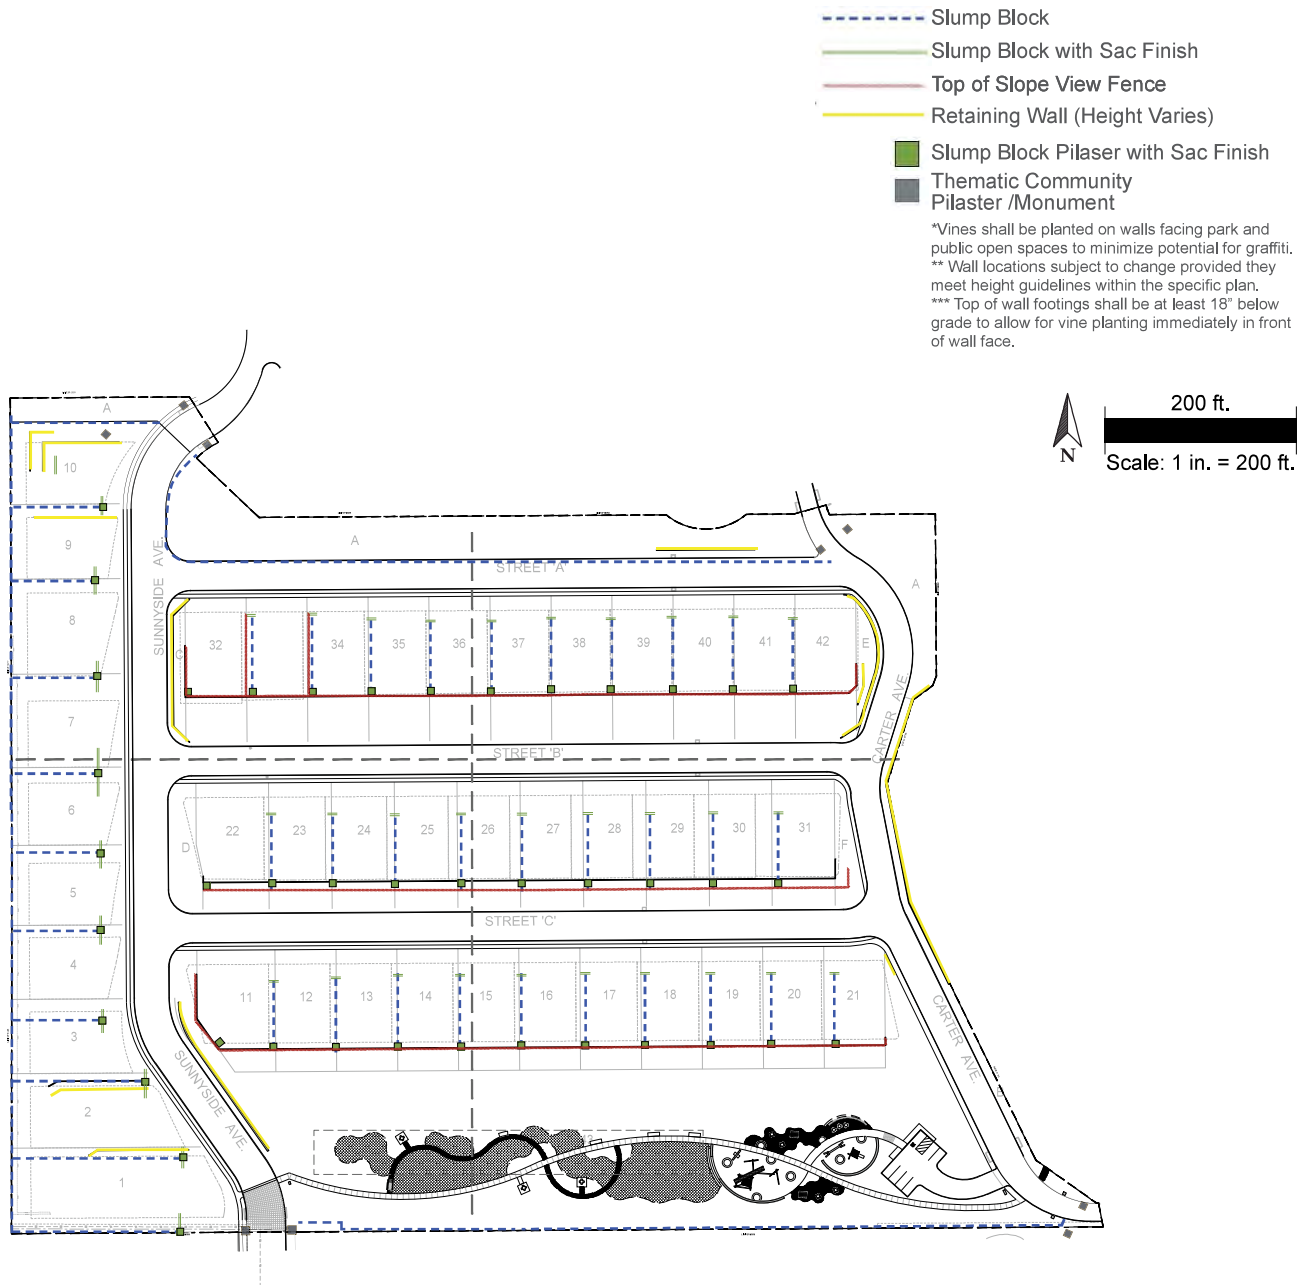 Slump Block
Slump Block with Sac Finish
Top of Slope View Fence
Retaining Wall (Height Varies)
Slump Block Pilaser with Sac Finish
Thematic Community
Pilaster /Monument
*Vines shall be planted on walls facing park and
public open spaces to minimize potential for graffiti.
** Wall locations subject to change provided they
meet height guidelines within the specific plan.
*** Top of wall footings shall be at least 18" below
grade to allow for vine planting immediately in front
of wall face.
200 ft.
N
Scale: 1 in. = 200 ft.
A
10
9
8
7
6
5
4
3
2
1
SUNNYSIDE AVE.
A
STREET 'A'
A
32
34
35
36
37
38
39
40
41
42
C
E
CARTER AVE.
STREET 'B'
22
23
24
25
26
27
28
29
30
31
D
F
STREET 'C'
11
12
13
14
15
16
17
18
19
20
21
SUNNYSIDE AVE.
CARTER AVE.